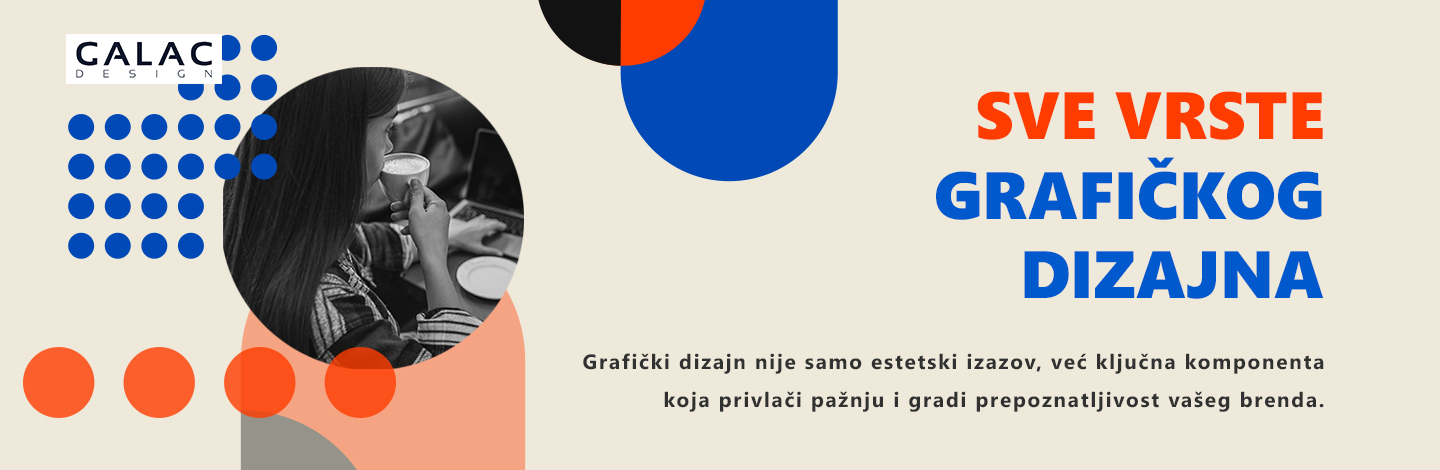 GALAC
DESIGN
SVE VRSTE
GRAFIČKOG
DIZAJNA
Grafički dizajn nije samo estetski izazov, već ključna komponenta
koja privlači pažnju i gradi prepoznatljivost vašeg brenda.